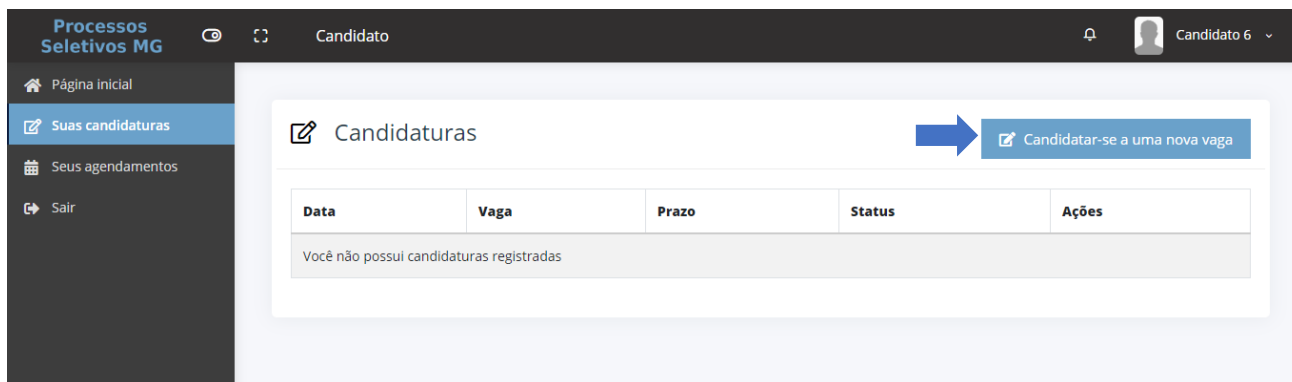 Processos
Seletivos MG
Candidato
Candidato 6
Página inicial
Suas candidaturas
Seus agendamentos
Sair
Candidaturas
Candidatar-se a uma nova vaga
Data Vaga Prazo Status Ações
Você não possui candidaturas registradas